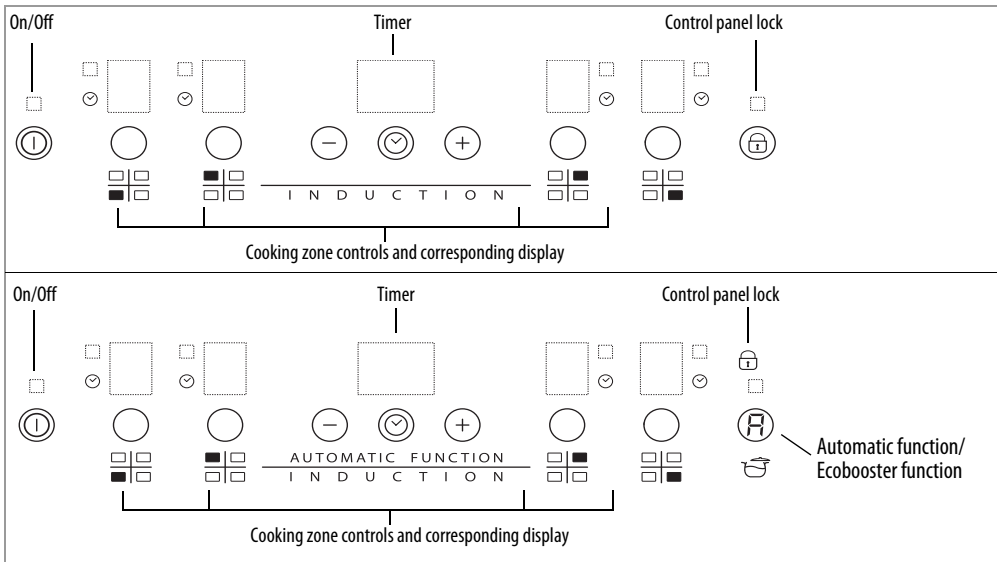 On/Off
Timer
Control panel lock
INDUCTION
Cooking zone controls and corresponding display
On/Off
Timer
Control panel lock
A
AUTOMATIC FUNCTION
INDUCTION
Automatic function/
Ecobooster function
Cooking zone controls and corresponding display